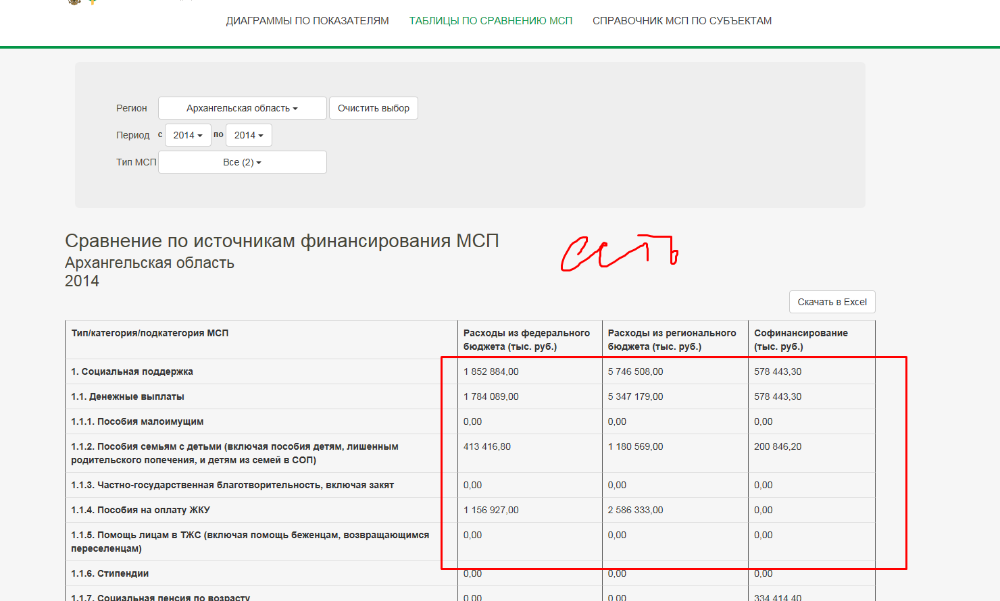 ДИАГРАММЫ ПО ПОКАЗАТЕЛЯМ ТАБЛИЦЫ ПО СРАВНЕНИЮ МСП СПРАВОЧНИК МСП ПО СУБЪЕКТАМ
Регион Архангельская область Очистить выбор
Период с 2014 по 2014
Тип МСП Все (2)
Сравнение по источникам финансирования МСП
Архангельская область
2014
есть
Скачать в Excel
Тип/категория/подкатегория МСП
Расходы из федерального
бюджета (тыс. руб.)
Расходы из регионального
бюджета (тыс. руб.)
Софинансирование
(тыс. руб.)
1. Социальная поддержка 1 852 884,00 5 746 508,00 578 443,30
1.1. Денежные выплаты 1 784 089,00 5 347 179,00 578 443,30
1.1.1. Пособия малоимущим 0,00 0,00 0,00
1.1.2. Пособия семьям с детьми (включая пособия детям, лишенным
родительского попечения, и детям из семей в СОП)
413 416,80 1 180 569,00 200 846,20
1.1.3. Частно-государственная благотворительность, включая закят 0,00 0,00 0,00
1.1.4. Пособия на оплату ЖКУ 1 156 927,00 2 586 333,00 0,00
1.1.5. Помощь лицам в ТЖС (включая помощь беженцам, возвращающимся
переселенцам)
0,00 0,00 0,00
1.1.6. Стипендии 0,00 0,00 0,00
1.1.7. Социальная пенсия по возрасту 0,00 0,00 334 414,40